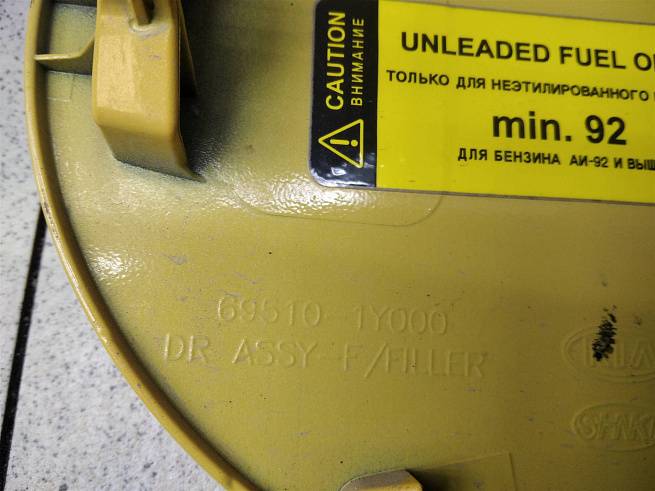 CAUTION
ВНИМАНИЕ
UNLEADED FUEL
ТОЛЬКО ДЛЯ НЕЭТИЛИРОВАННОГО
min. 92
ДЛЯ БЕНЗИНА АИ-92 И ВЫШ
69510 1Y000
DR ASSY F/FILLER
KIA